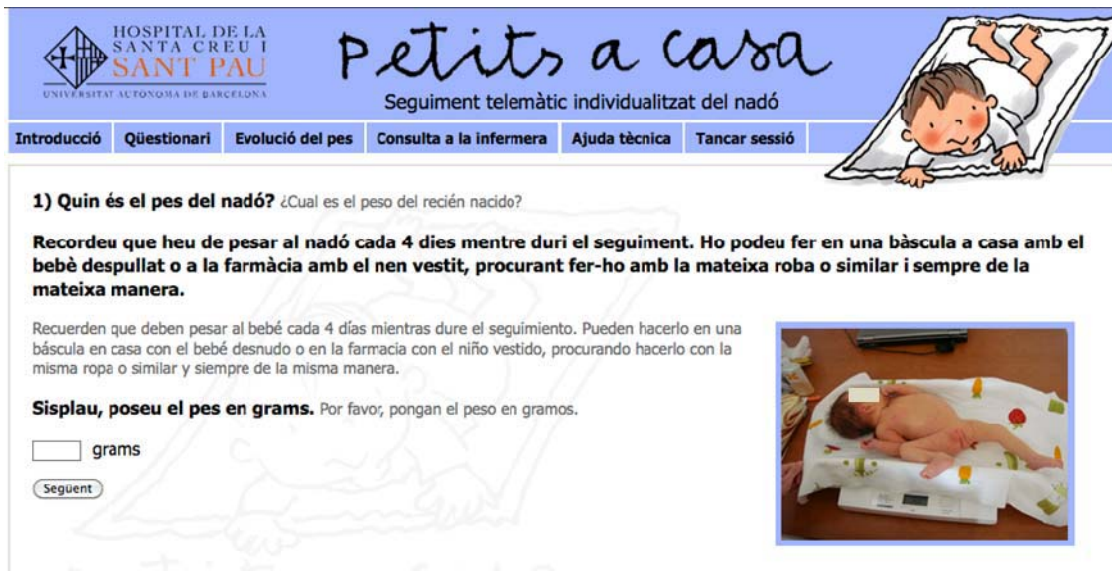 HOSPITAL DE LA
SANTA CREU I
SANT PAU
UNIVERSITAT AUTÒNOMA DE BARCELONA
Petits a casa
Seguiment telemàtic individualitzat del nadó
Introducció Qüestionari Evolució del pes Consulta a la infermera Ajuda tècnica Tancar sessió
1) Quin és el pes del nadó? ¿Cual es el peso del recién nacido?
Recordeu que heu de pesar al nadó cada 4 dies mentre duri el seguiment. Ho podeu fer en una bàscula a casa amb el
bebè despullat o a la farmàcia amb el nen vestit, procurant fer-ho amb la mateixa roba o similar i sempre de la
mateixa manera.
Recuerden que deben pesar al bebé cada 4 días mientras dure el seguimiento. Pueden hacerlo en una
báscula en casa con el bebé desnudo o en la farmacia con el niño vestido, procurando hacerlo con la
misma ropa o similar y siempre de la misma manera.
Sisplau, poseu el pes en grams. Por favor, pongan el peso en gramos.
grams
Següent